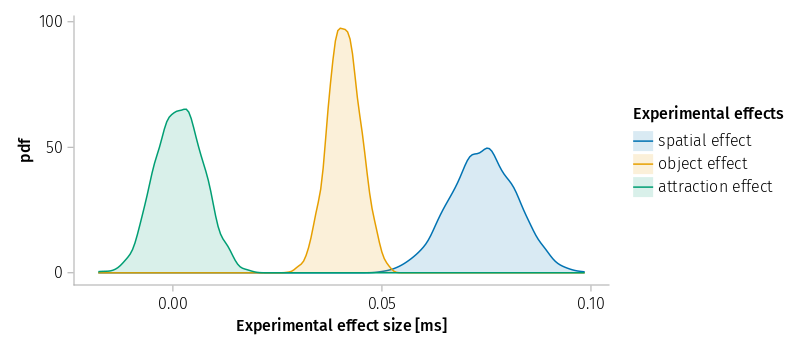 100
50
0
pdf
0.00
0.05
0.10
Experimental effect size [ms]
Experimental effects
spatial effect
object effect
attraction effect